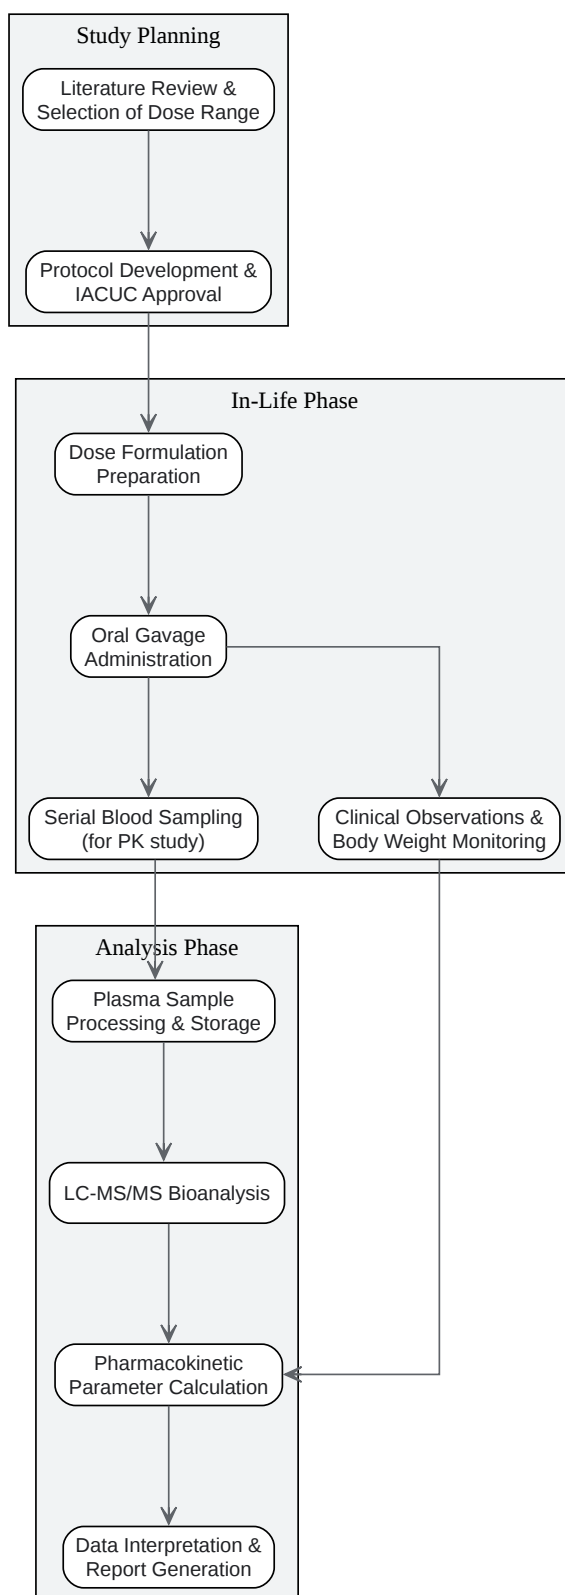 Study Planning
Literature Review &
Selection of Dose Range
Protocol Development &
IACUC Approval
In-Life Phase
Dose Formulation
Preparation
Oral Gavage
Administration
Serial Blood Sampling
(for PK study)
Clinical Observations &
Body Weight Monitoring
Analysis Phase
Plasma Sample
Processing & Storage
LC-MS/MS Bioanalysis
Pharmacokinetic
Parameter Calculation
Data Interpretation &
Report Generation